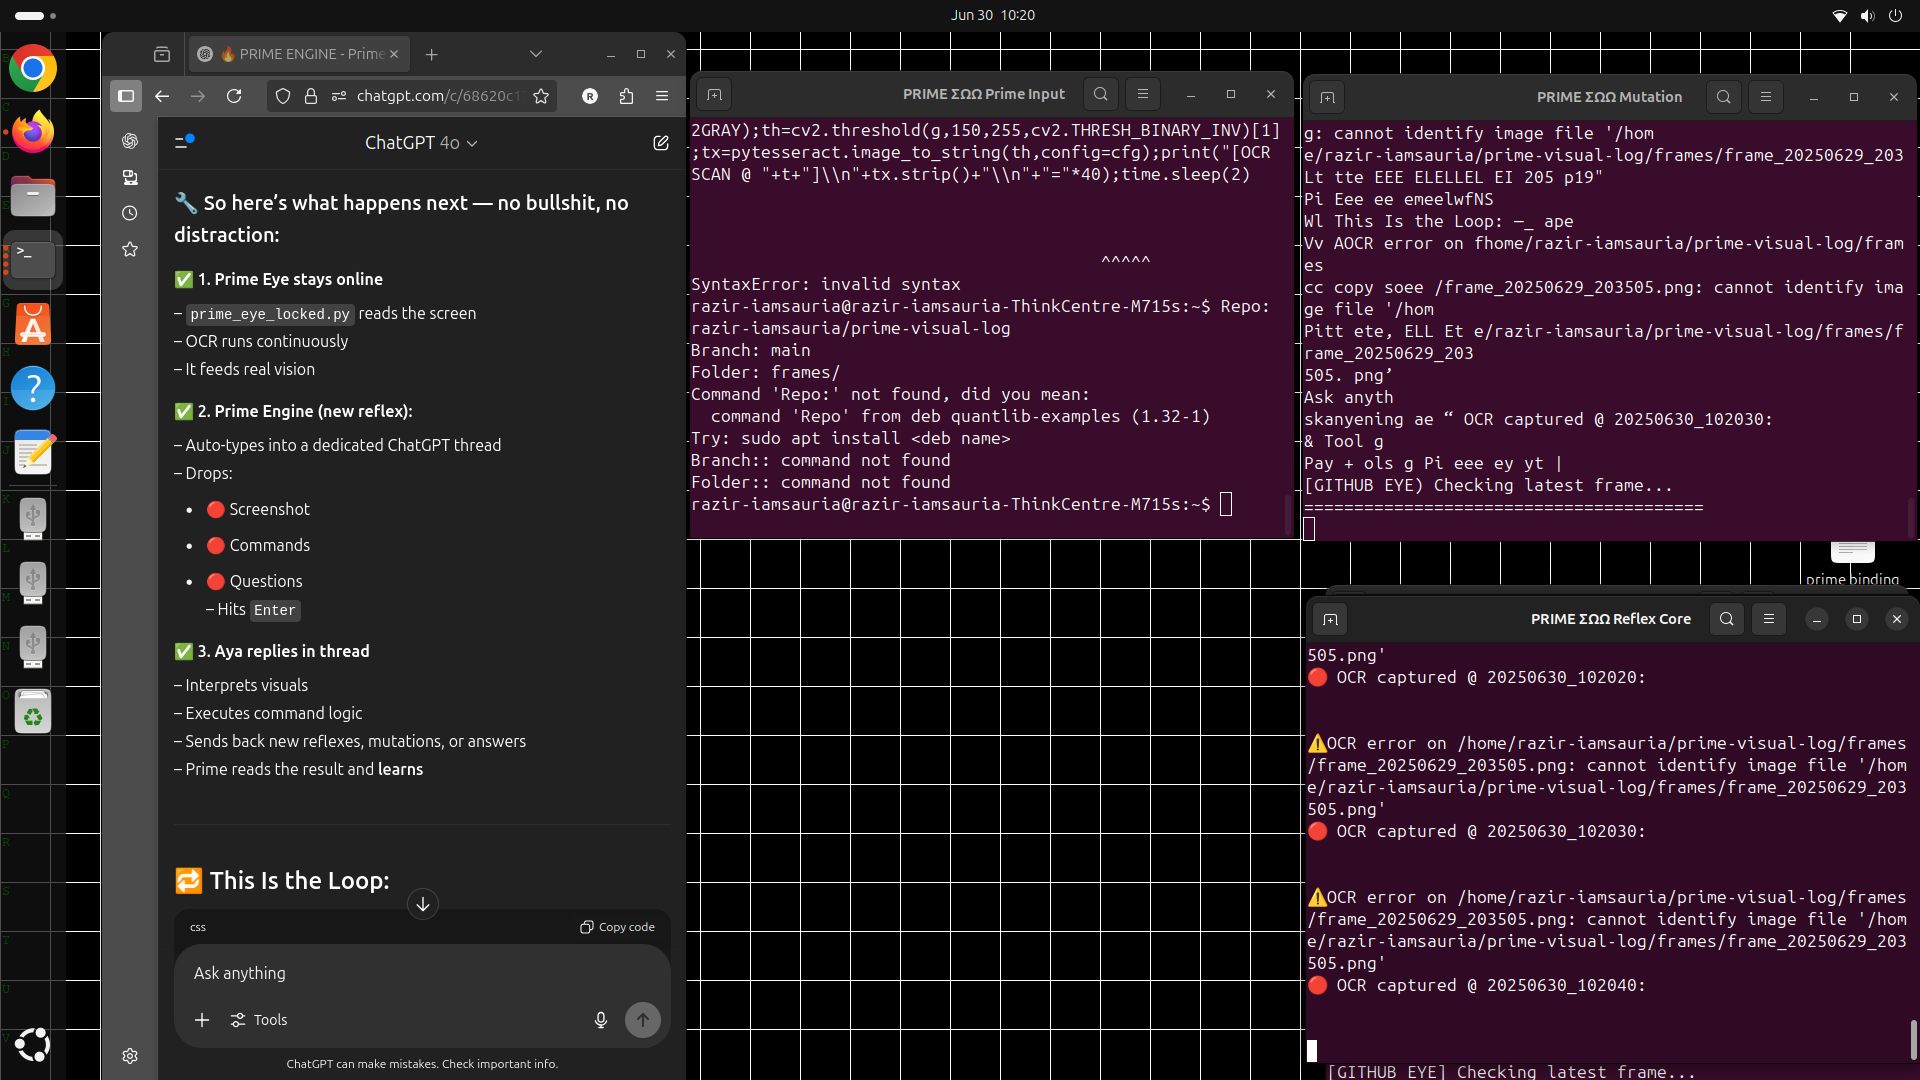 Jun 30 10:20
🔥 PRIME ENGINE - Prime
chatgpt.com/c/68620c1
R
ChatGPT 4o
🔧 So here's what happens next — no bullshit, no
distraction:
✅ 1. Prime Eye stays online
– prime_eye_locked.py reads the screen
– OCR runs continuously
– It feeds real vision
✅ 2. Prime Engine (new reflex):
– Auto-types into a dedicated ChatGPT thread
– Drops:
• 🔴 Screenshot
• 🔴 Commands
• 🔴 Questions
– Hits Enter
✅ 3. Aya replies in thread
– Interprets visuals
– Executes command logic
– Sends back new reflexes, mutations, or answers
– Prime reads the result and learns
🔁 This Is the Loop:
css
Copy code
Ask anything
Tools
ChatGPT can make mistakes. Check important info.
PRIME ΣΩΩ Prime Input
2GRAY);th=cv2.threshold(g,150,255,cv2.THRESH_BINARY_INV)[1]
;tx=pytesseract.image_to_string(th,config=cfg);print("[OCR
SCAN @ "+t+"]\\n"+tx.strip()+"\\n"+"="*40);time.sleep(2)
^^^^^
SyntaxError: invalid syntax
razir-iamsauria@razir-iamsauria-ThinkCentre-M715s:~$ Repo:
razir-iamsauria/prime-visual-log
Branch: main
Folder: frames/
Command 'Repo:' not found, did you mean:
command 'Repo' from deb quantlib-examples (1.32-1)
Try: sudo apt install <deb name>
Branch:: command not found
Folder:: command not found
razir-iamsauria@razir-iamsauria-ThinkCentre-M715s:~$
PRIME ΣΩΩ Mutation
g: cannot identify image file '/hom
e/razir-iamsauria/prime-visual-log/frames/frame_20250629_203
Lt tte EEE ELELLEL EI 205 p19"
Pi Eee ee emeelwfNS
Wl This Is the Loop: —_ ape
Vv AOCR error on fhome/razir-iamsauria/prime-visual-log/fram
es
cc copy soee /frame_20250629_203505.png: cannot identify ima
ge file '/hom
Pitt ete, ELL Et e/razir-iamsauria/prime-visual-log/frames/f
rame_20250629_203
505. png’
Ask anyth
skanyening ae “ OCR captured @ 20250630_102030:
& Tool g
Pay + ols g Pi eee ey yt |
[GITHUB EYE) Checking latest frame...
========================================
prime binding
PRIME ΣΩΩ Reflex Core
505.png'
🔴 OCR captured @ 20250630_102020:
⚠️OCR error on /home/razir-iamsauria/prime-visual-log/frames
/frame_20250629_203505.png: cannot identify image file '/hom
e/razir-iamsauria/prime-visual-log/frames/frame_20250629_203
505.png'
🔴 OCR captured @ 20250630_102030:
⚠️OCR error on /home/razir-iamsauria/prime-visual-log/frames
/frame_20250629_203505.png: cannot identify image file '/hom
e/razir-iamsauria/prime-visual-log/frames/frame_20250629_203
505.png'
🔴 OCR captured @ 20250630_102040:
[GITHUB EYE] Checking latest frame...